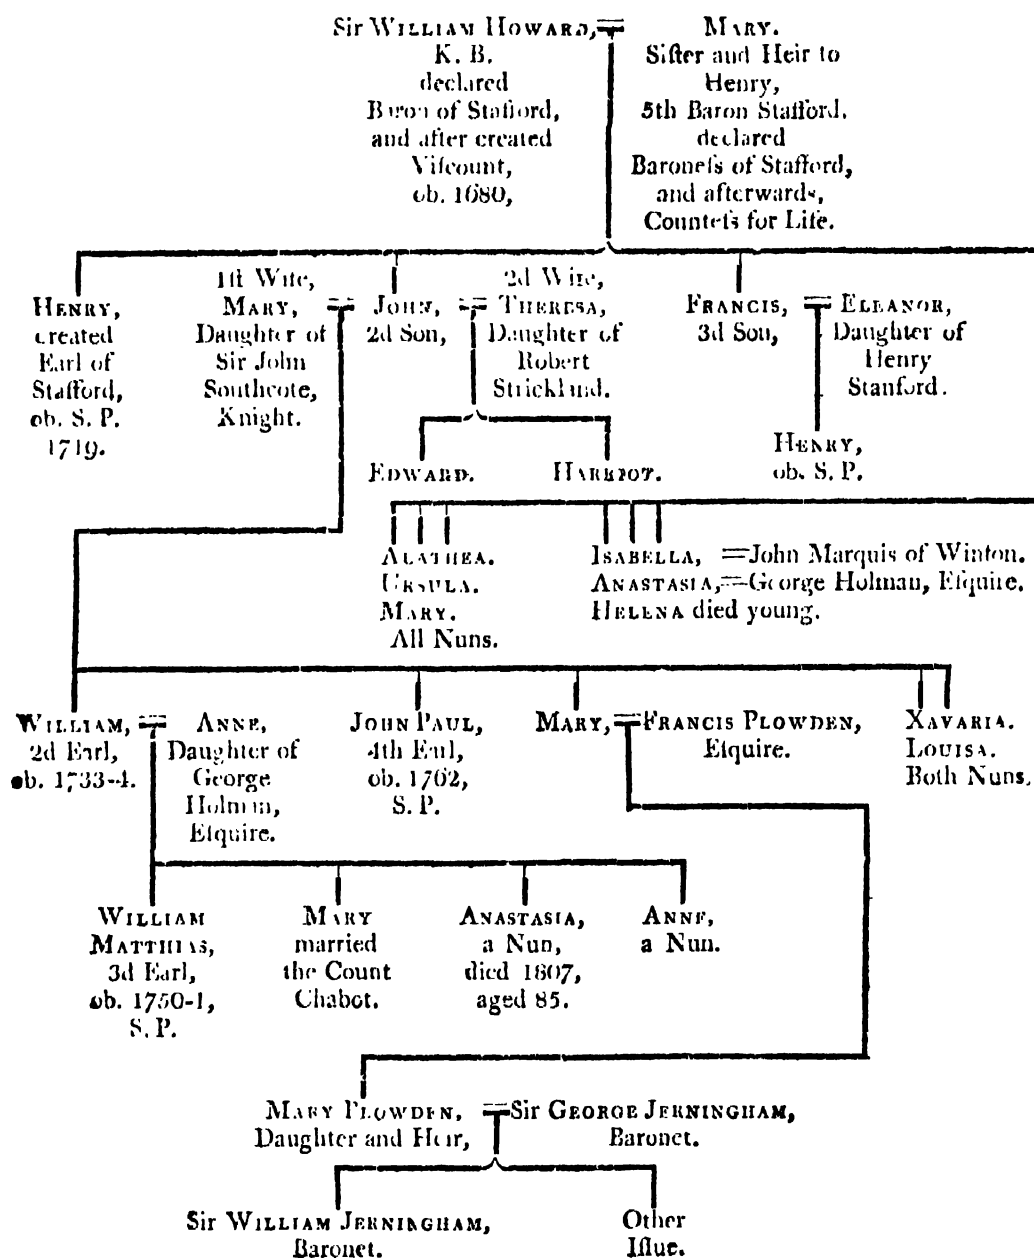 Sir WILLIAM HOWARD,
K. B.
declared
Baron of Stafford,
and after created
Viſcount,
ob. 1680,
MARY.
Siſter and Heir to
Henry,
5th Baron Stafford.
declared
Baroneſs of Stafford,
and afterwards,
Counteſs for Life.
HENRY,
created
Earl of
Stafford,
ob. S. P.
1719.
1ſt Wife,
MARY,
Daughter of
Sir John
Southcote,
Knight.
JOHN,
2d Son,
2d Wife,
THERESA,
Daughter of
Robert
Strickland.
FRANCIS,
3d Son,
ELEANOR,
Daughter of
Henry
Stanford.
EDWARD.
HARRIOT.
HENRY,
ob. S. P.
ALATHEA.
URSULA.
MARY.
All Nuns.
ISABELLA, =John Marquis of Winton.
ANASTASIA,=George Holman, Eſquire.
HELENA died young.
WILLIAM,
2d Earl,
ob. 1733-4.
ANNE,
Daughter of
George
Holman,
Eſquire.
JOHN PAUL,
4th Earl,
ob. 1762,
S. P.
MARY,
FRANCIS PLOWDEN,
Eſquire.
XAVARIA.
LOUISA.
Both Nuns.
WILLIAM
MATTHIAS,
3d Earl,
ob. 1750-1,
S. P.
MARY
married
the Count
Chabot.
ANASTASIA,
a Nun,
died 1807,
aged 85.
ANNE,
a Nun.
MARY PLOWDEN,
Daughter and Heir,
Sir GEORGE JERNINGHAM,
Baronet.
Sir WILLIAM JERNINGHAM,
Baronet.
Other
Iſſue.